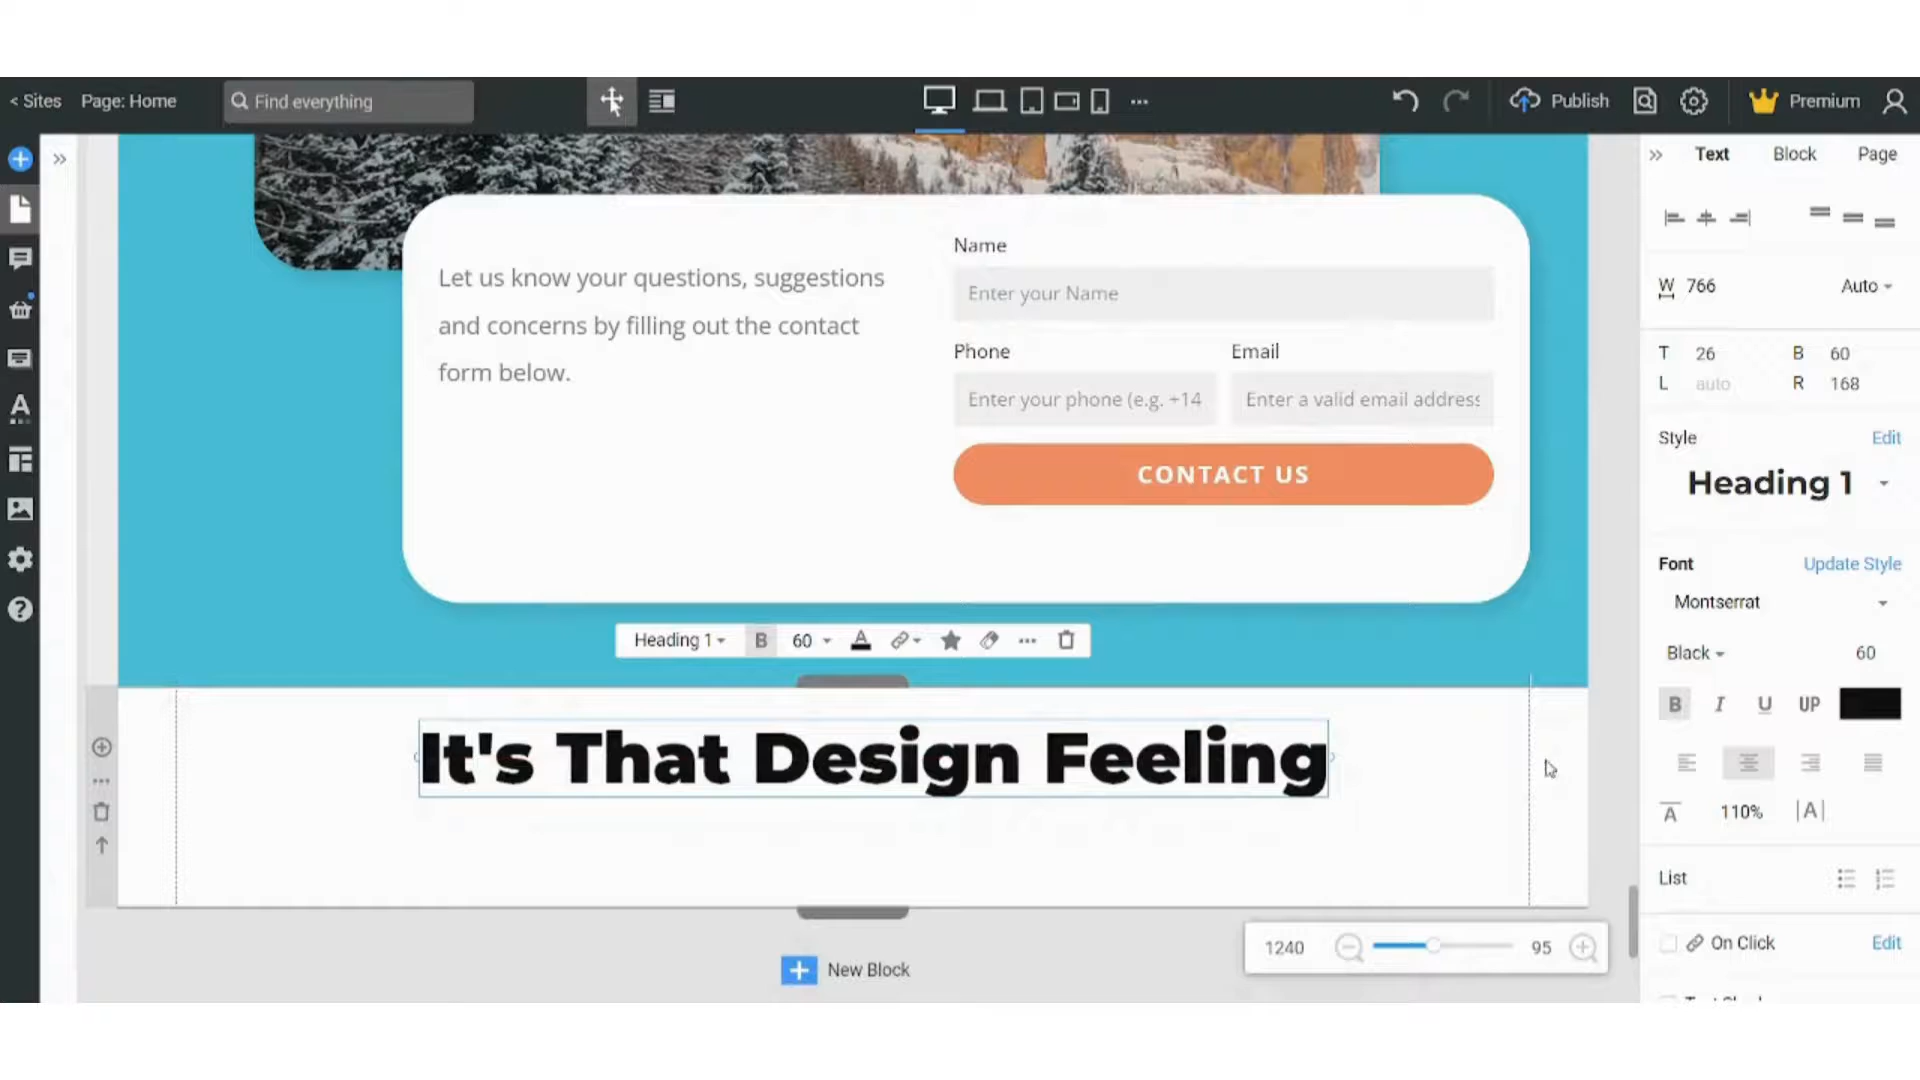 < Sites
Page: Home
Find everything
Publish
Premium
Text Block Page
Let us know your questions, suggestions
and concerns by filling out the contact
form below.
Name
Enter your Name
Phone
Email
Enter your phone (e.g. +14
Enter a valid email address
CONTACT US
Heading 1
B
60
A
It's That Design Feeling
New Block
1240
95
W 766 Auto
T 26 B 60
L auto R 168
Style Edit
Heading 1
Font Update Style
Montserrat
Black 60
B I U UP
A 110% |A|
List
On Click Edit